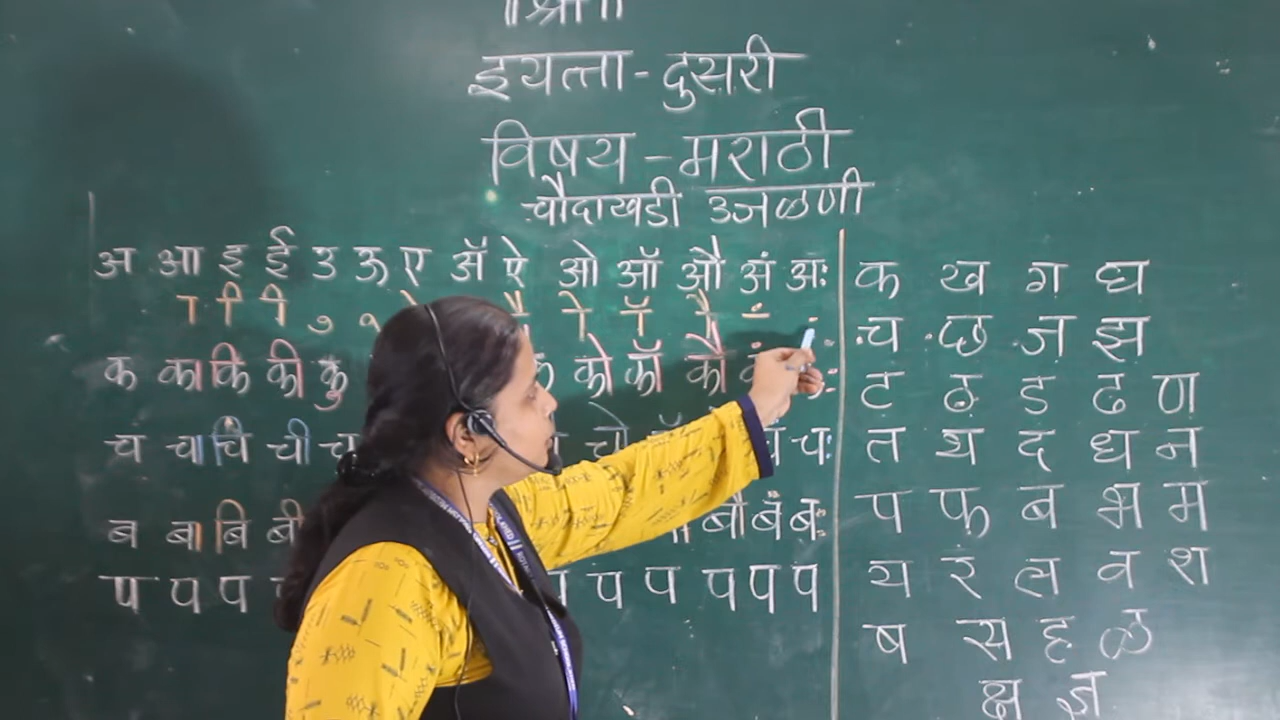 ॥श्री॥
इयत्ता - दुसरी
विषय - मराठी
चौदाखडी उजळणी
अ आ इ ई उ ऊ ए ॲ ऐ ओ ऑ औ अं अः
ा ि ी ु ू ै ो ॉ ौ ं ः
क का कि की कु को कॉ कौ कः
च चा चि ची चो चः
ब बा बि बी बौ बं बः
प प प प प प प प
क ख ग घ
च छ ज झ
ट ठ ड ढ ण
त थ द ध न
प फ ब भ म
य र ल व श
ष स ह ळ
क्ष ज्ञ